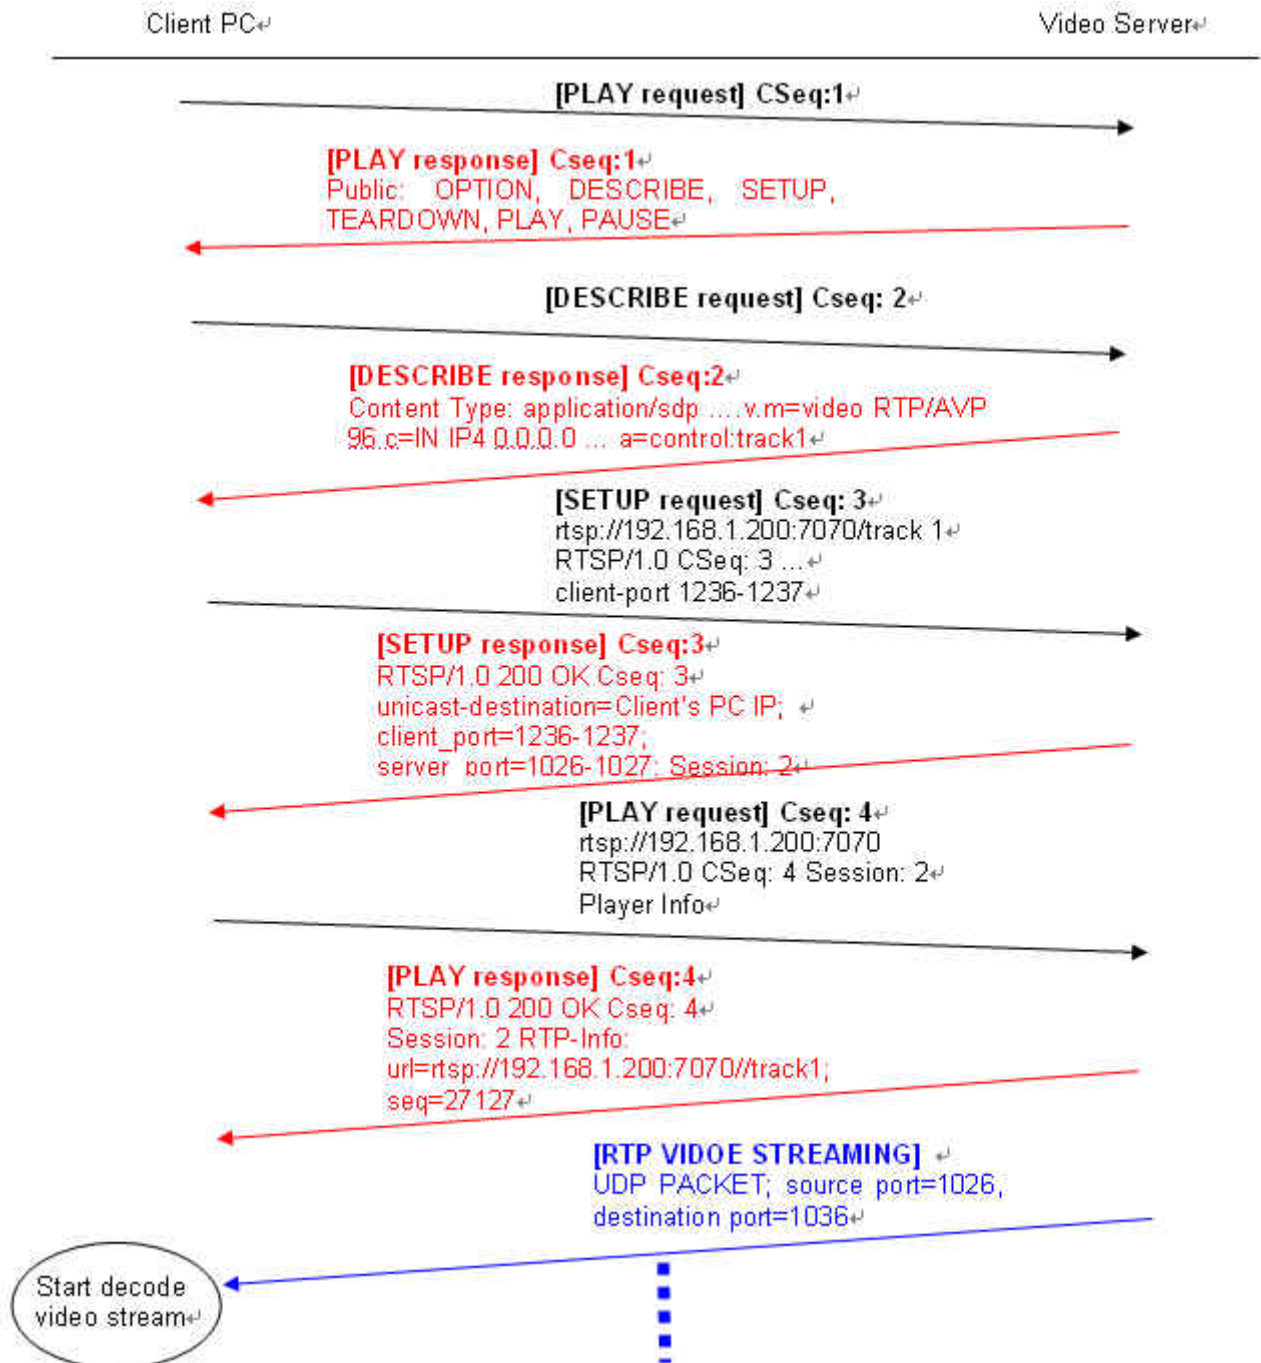 Client PC↵
Video Server↵
[PLAY request] CSeq:1↵
[PLAY response] Cseq:1↵
Public: OPTION, DESCRIBE, SETUP,
TEARDOWN, PLAY, PAUSE↵
[DESCRIBE request] Cseq: 2↵
[DESCRIBE response] Cseq:2↵
Content Type: application/sdp ....v.m=video RTP/AVP
96 c=IN IP4 0.0.0.0 ... a=control:track1↵
[SETUP request] Cseq: 3↵
rtsp://192.168.1.200:7070/track 1↵
RTSP/1.0 CSeq: 3 ...↵
client-port 1236-1237↵
[SETUP response] Cseq:3↵
RTSP/1.0 200 OK Cseq: 3↵
unicast-destination=Client's PC IP; ↵
client_port=1236-1237;
server_port=1026-1027; Session: 2↵
[PLAY request] Cseq: 4↵
rtsp://192.168.1.200:7070
RTSP/1.0 CSeq: 4 Session: 2↵
Player Info↵
[PLAY response] Cseq:4↵
RTSP/1.0 200 OK Cseq: 4↵
Session: 2 RTP-Info:
url=rtsp://192.168.1.200:7070//track1;
seq=27127↵
[RTP VIDOE STREAMING] ↵
UDP PACKET; source port=1026,
destination port=1036↵
Start decode
video stream↵